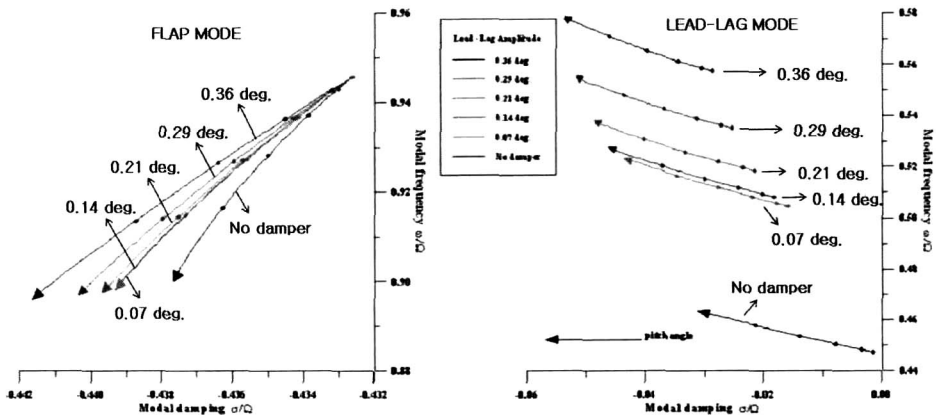 FLAP MODE
0.36 deg.
0.29 deg.
0.21 deg.
0.14 deg.
0.07 deg.
No damper
0.96
0.94
0.92
0.90
0.88
Modal frequency ω/Ω
-0.442
-0.440
-0.438
-0.436
-0.434
-0.432
Modal damping σ/Ω
Lead-Lag Amplitude
0.36 deg
0.29 deg
0.21 deg
0.14 deg
0.07 deg
No damper
LEAD-LAG MODE
0.36 deg.
0.29 deg.
0.21 deg.
0.14 deg.
0.07 deg.
No damper
pitch angle
0.58
0.56
0.54
0.52
0.50
0.48
0.46
0.44
Modal frequency ω/Ω
-0.06
-0.04
-0.02
0.00
Modal damping σ/Ω